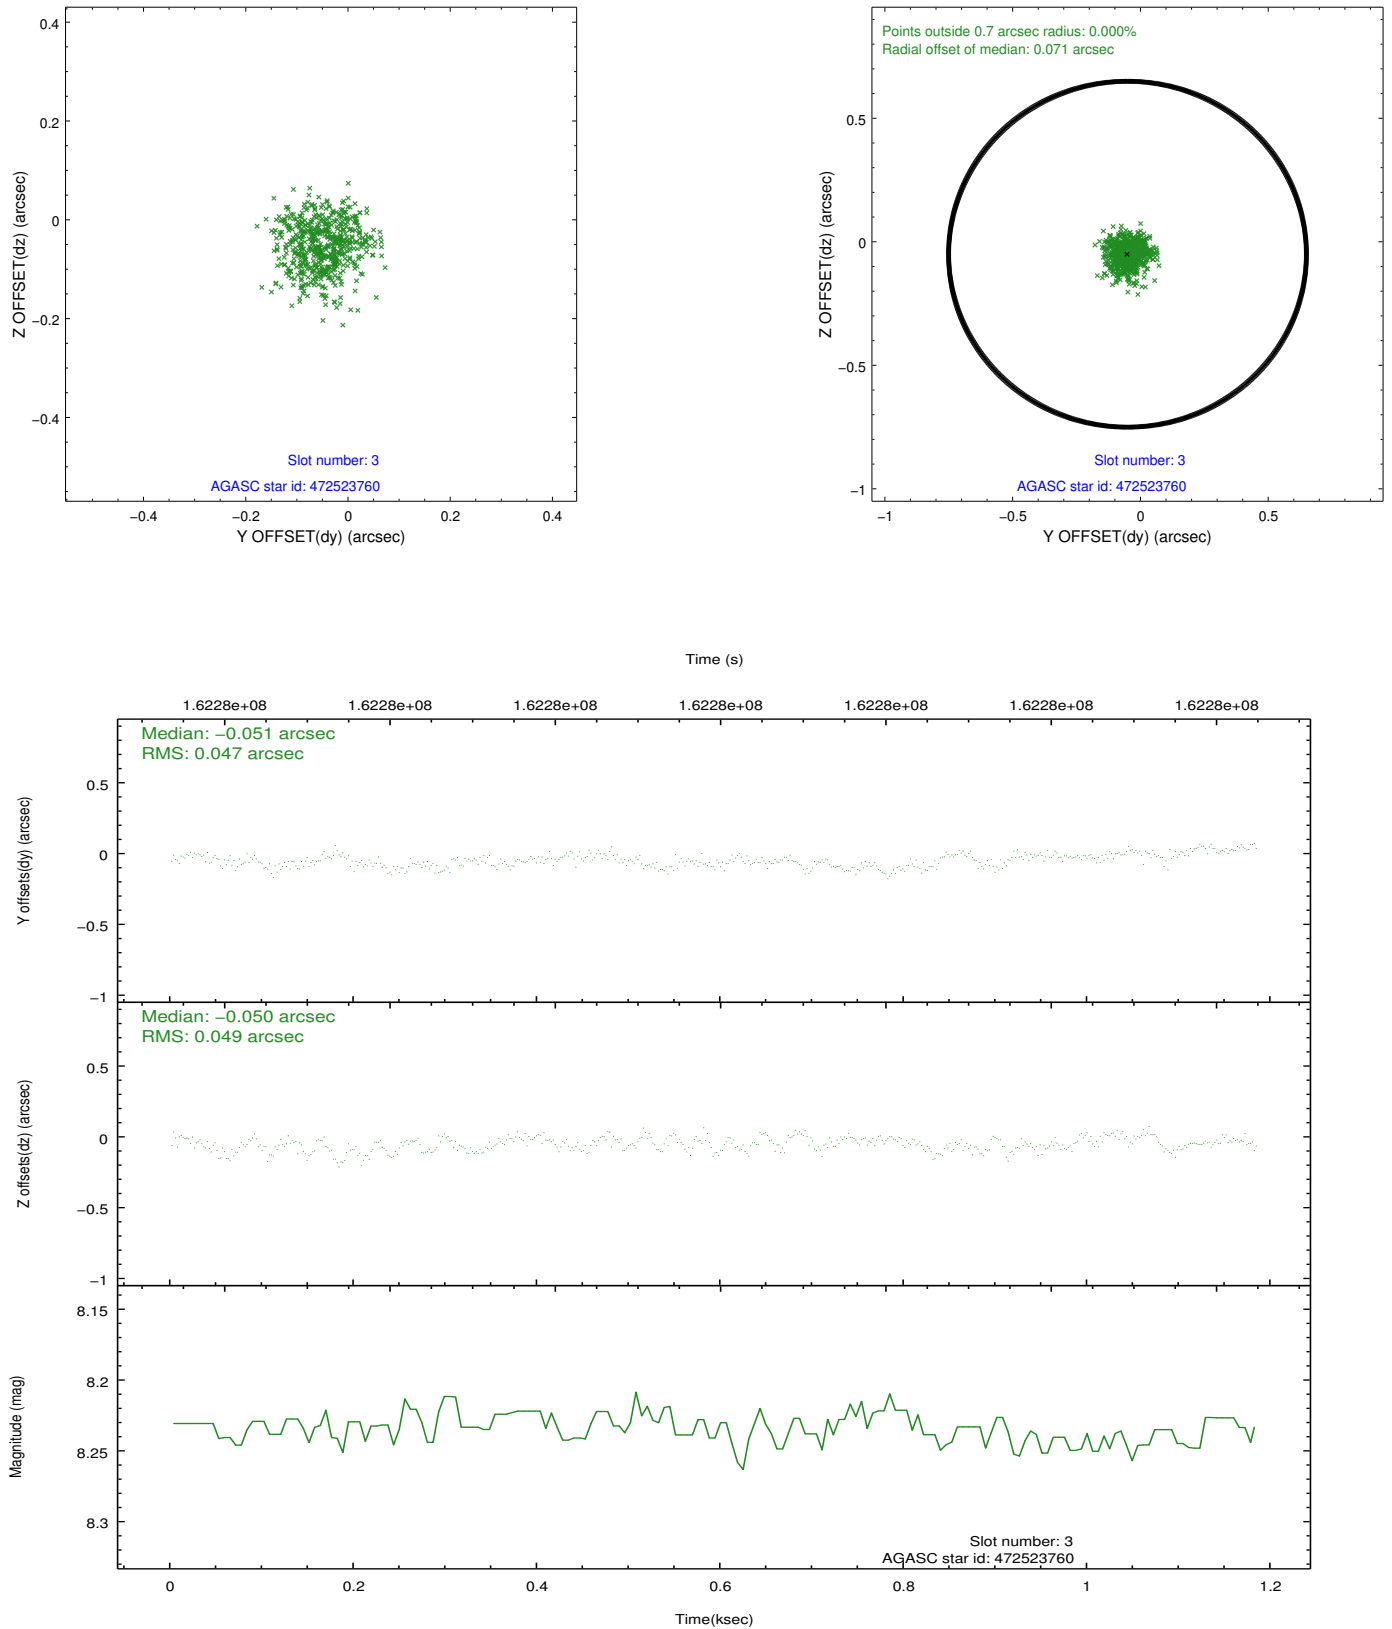 0.4
0.2
0
−0.2
−0.4
Z OFFSET(dz) (arcsec)
Slot number: 3
AGASC star id: 472523760
−0.4
−0.2
0
0.2
0.4
Y OFFSET(dy) (arcsec)
Points outside 0.7 arcsec radius: 0.000%
Radial offset of median: 0.071 arcsec
0.5
0
−0.5
−1
Z OFFSET(dz) (arcsec)
Slot number: 3
AGASC star id: 472523760
−1
−0.5
0
0.5
Y OFFSET(dy) (arcsec)
Time (s)
1.6228e+08
1.6228e+08
1.6228e+08
1.6228e+08
1.6228e+08
1.6228e+08
1.6228e+08
Median: −0.051 arcsec
RMS: 0.047 arcsec
0.5
0
−0.5
−1
Y offsets(dy) (arcsec)
Median: −0.050 arcsec
RMS: 0.049 arcsec
0.5
0
−0.5
−1
Z offsets(dz) (arcsec)
8.15
8.2
8.25
8.3
Magnitude (mag)
Slot number: 3
AGASC star id: 472523760
0
0.2
0.4
0.6
0.8
1
1.2
Time(ksec)